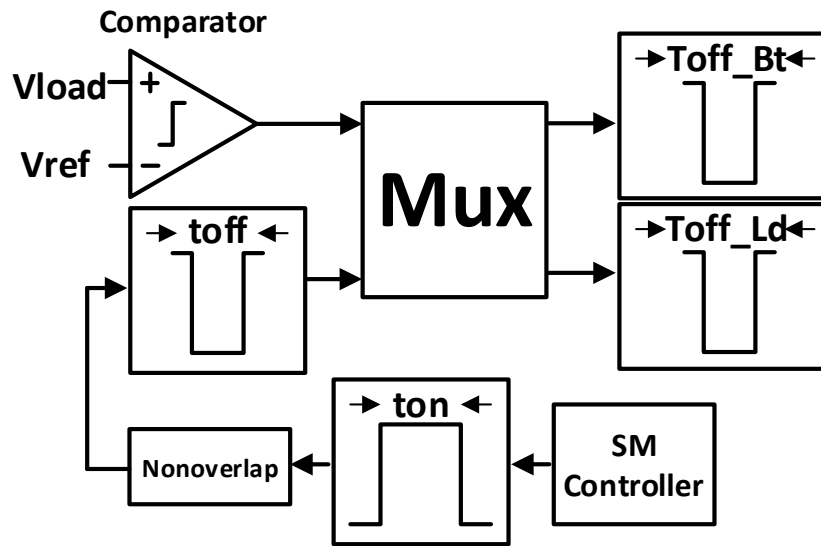 Comparator
Vload
+
Vref
−
Mux
Toff_Bt
Toff_Ld
toff
ton
Nonoverlap
SM
Controller